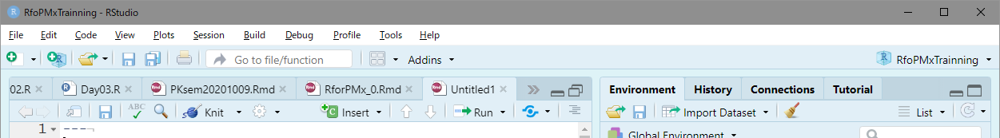 RfoPMxTrainning - RStudio
File Edit Code View Plots Session Build Debug Profile Tools Help
Go to file/function Addins RfoPMxTrainning
02.R Day03.R PKsem20201009.Rmd RforPMx_0.Rmd Untitled1 Environment History Connections Tutorial
ABC Knit Insert Run Import Dataset List
1 ---
Global Environment